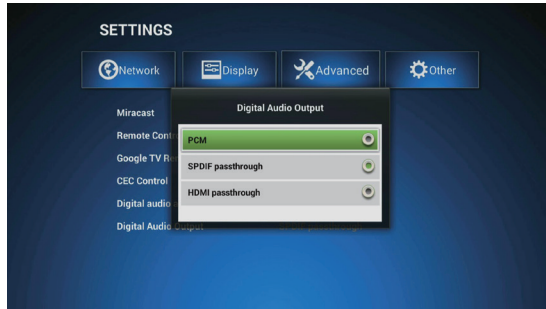 SETTINGS
Network
Display
Advanced
Other
Digital Audio Output
Miracast
Remote Cont
PCM
Google TV Re
SPDIF passthrough
CEC Control
HDMI passthrough
Digital audio
Digital Audio Output